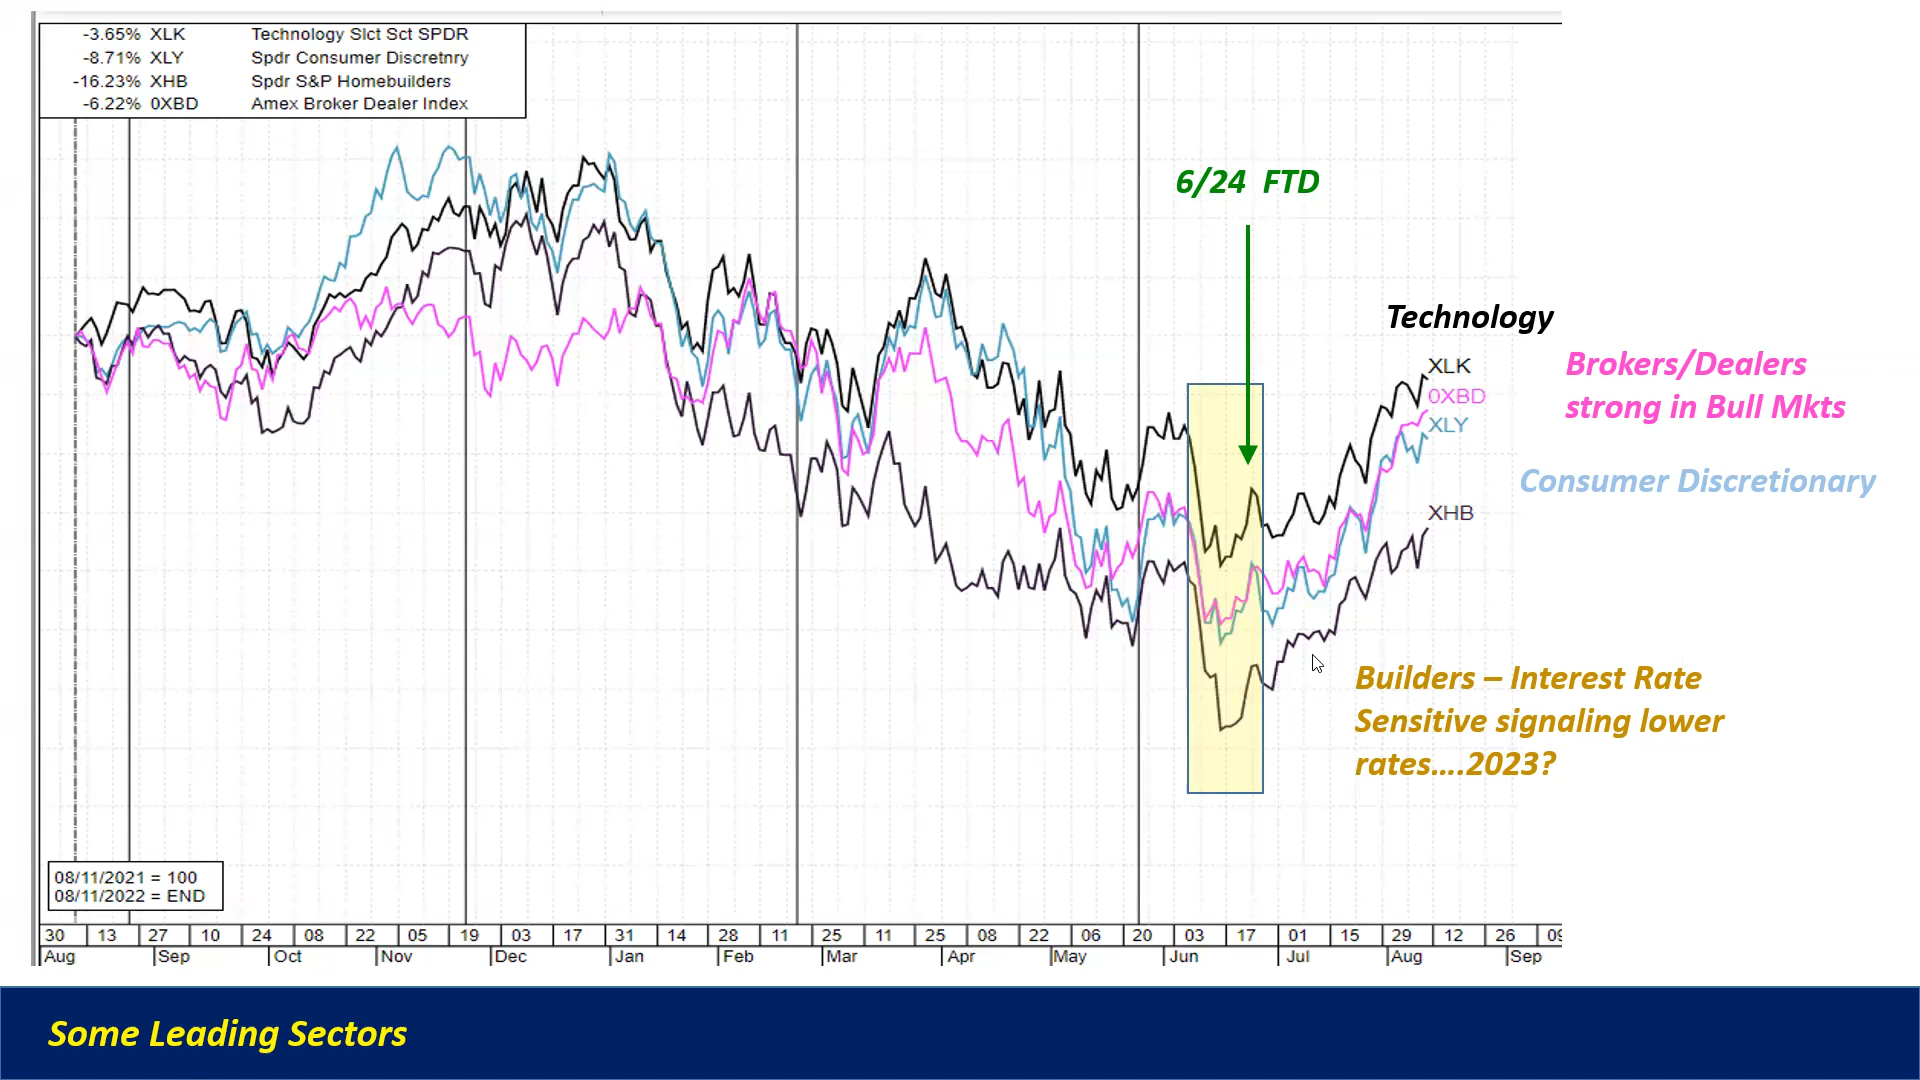 -3.65% XLK Technology Slct Sct SPDR
-8.71% XLY Spdr Consumer Discretnry
-16.23% XHB Spdr S&P Homebuilders
-6.22% 0XBD Amex Broker Dealer Index
6/24 FTD
Technology
XLK
Brokers/Dealers
strong in Bull Mkts
0XBD
XLY
Consumer Discretionary
XHB
Builders – Interest Rate
Sensitive signaling lower
rates....2023?
08/11/2021 = 100
08/11/2022 = END
30 13 27 10 24 08 22 05 19 03 17 31 14 28 11 25 11 25 08 22 06 20 03 17 01 15 29 12 26 09
Aug Sep Oct Nov Dec Jan Feb Mar Apr May Jun Jul Aug Sep
Some Leading Sectors